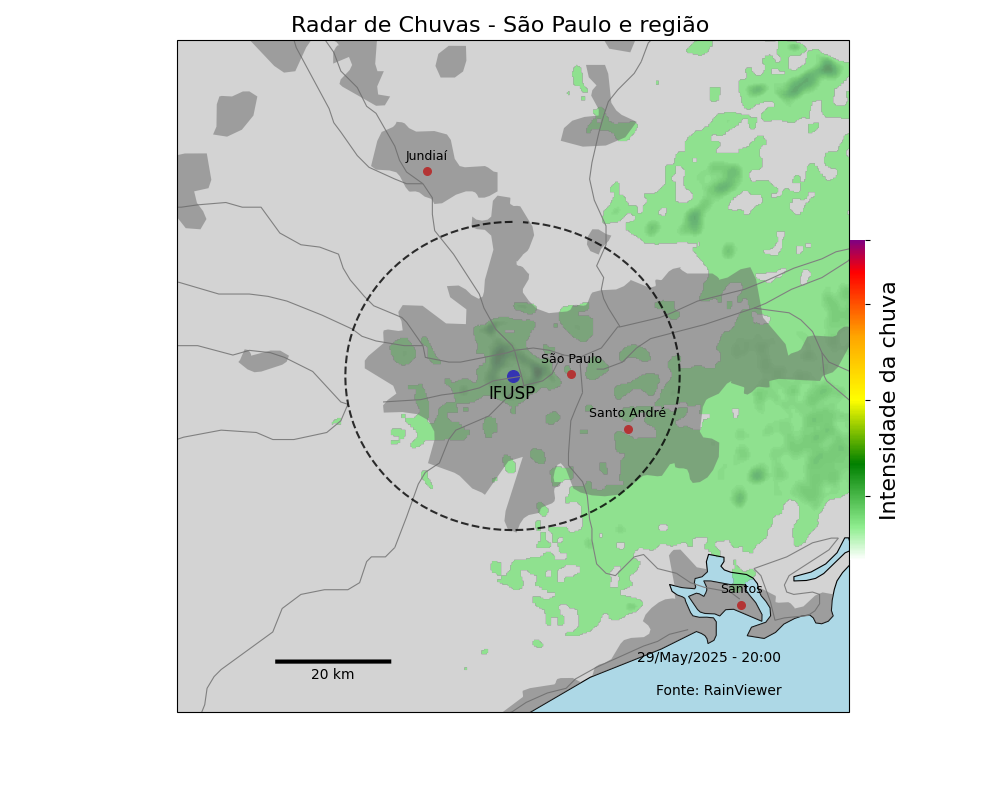 Radar de Chuvas - São Paulo e região
Jundiaí
São Paulo
IFUSP
Santo André
Intensidade da chuva
Santos
29/May/2025 - 20:00
20 km
Fonte: RainViewer